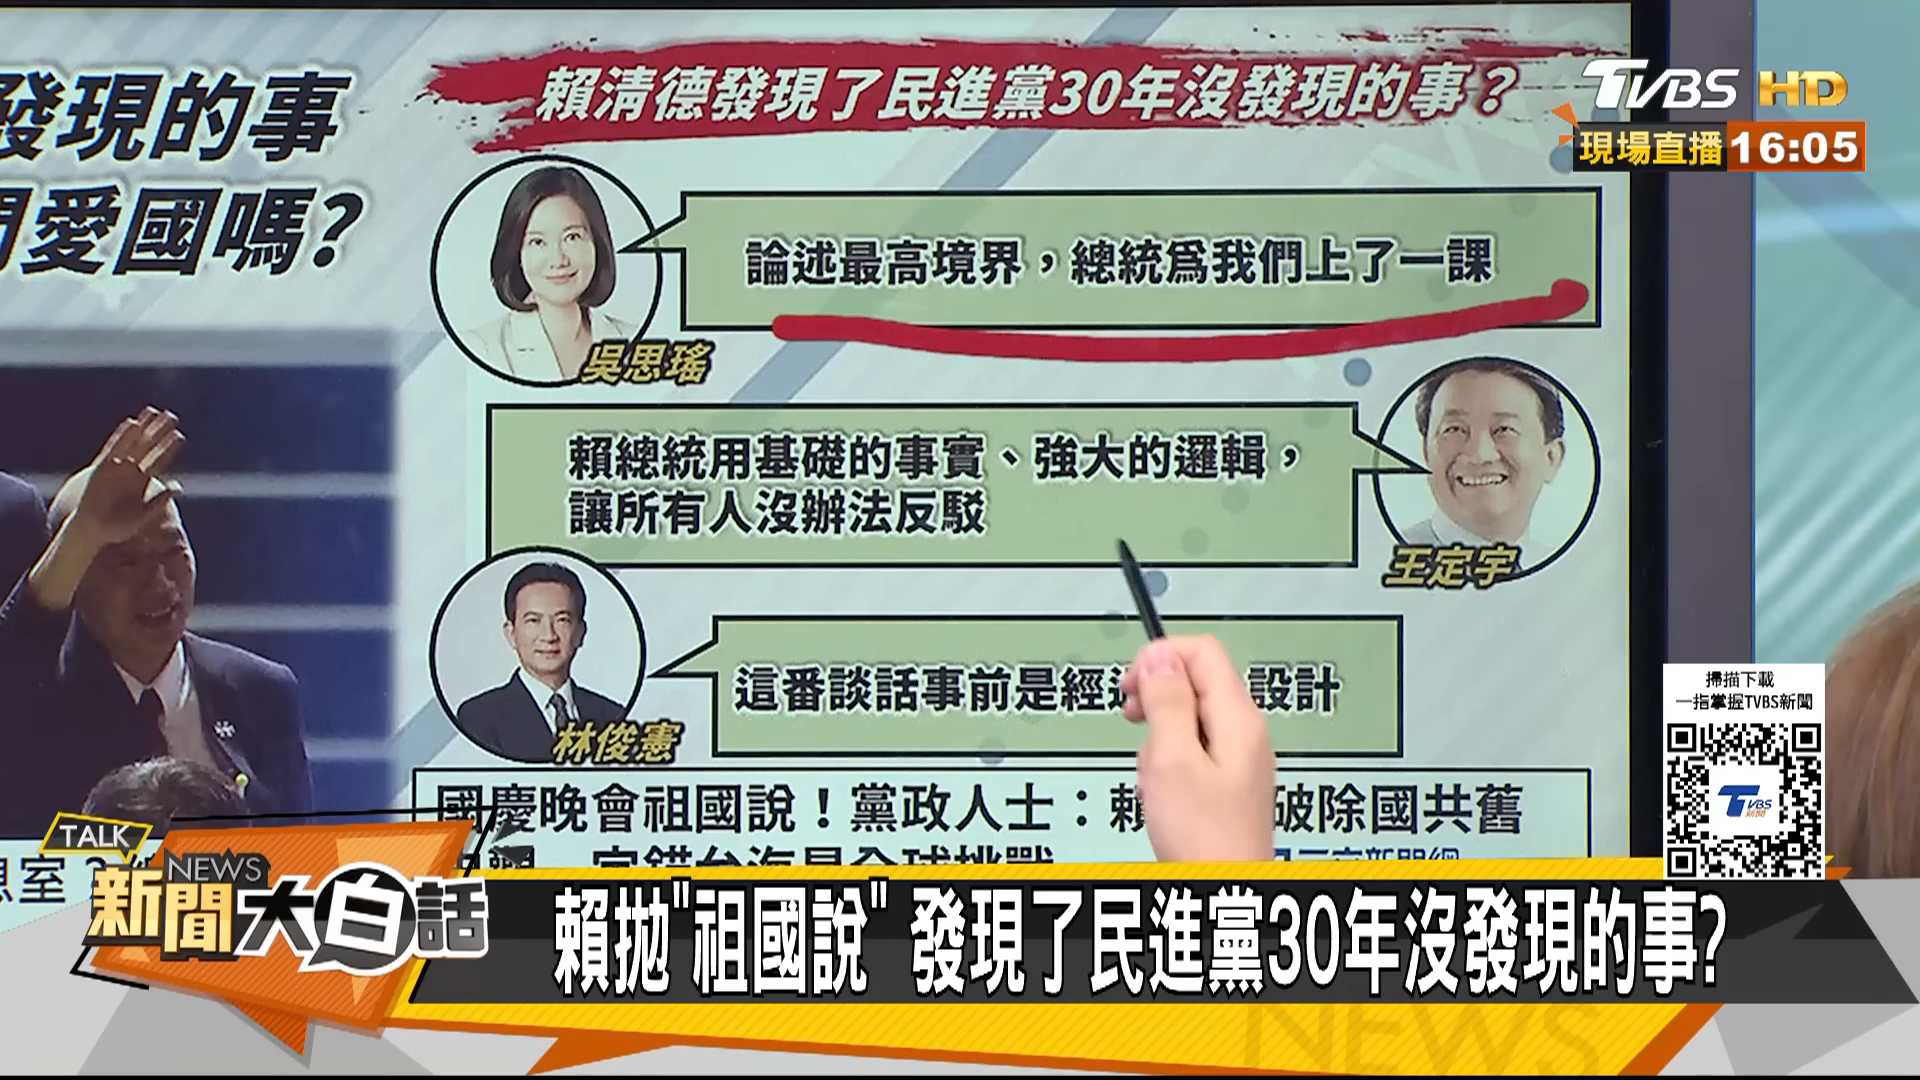 發現的事
愛國嗎?
賴清德發現了民進黨30年沒發現的事？
TVBS HD
現場直播 16:05
論述最高境界，總統為我們上了一課
吳思瑤
賴總統用基礎的事實、強大的邏輯，
讓所有人沒辦法反駁
王定宇
這番談話事前是經 設計
林俊憲
國慶晚會祖國說！黨政人士：賴 破除國共舊
掃描下載
一指掌握TVBS新聞
TVBS
新聞
TALK
NEWS
新聞大白話
賴拋"祖國說" 發現了民進黨30年沒發現的事?
NEWS